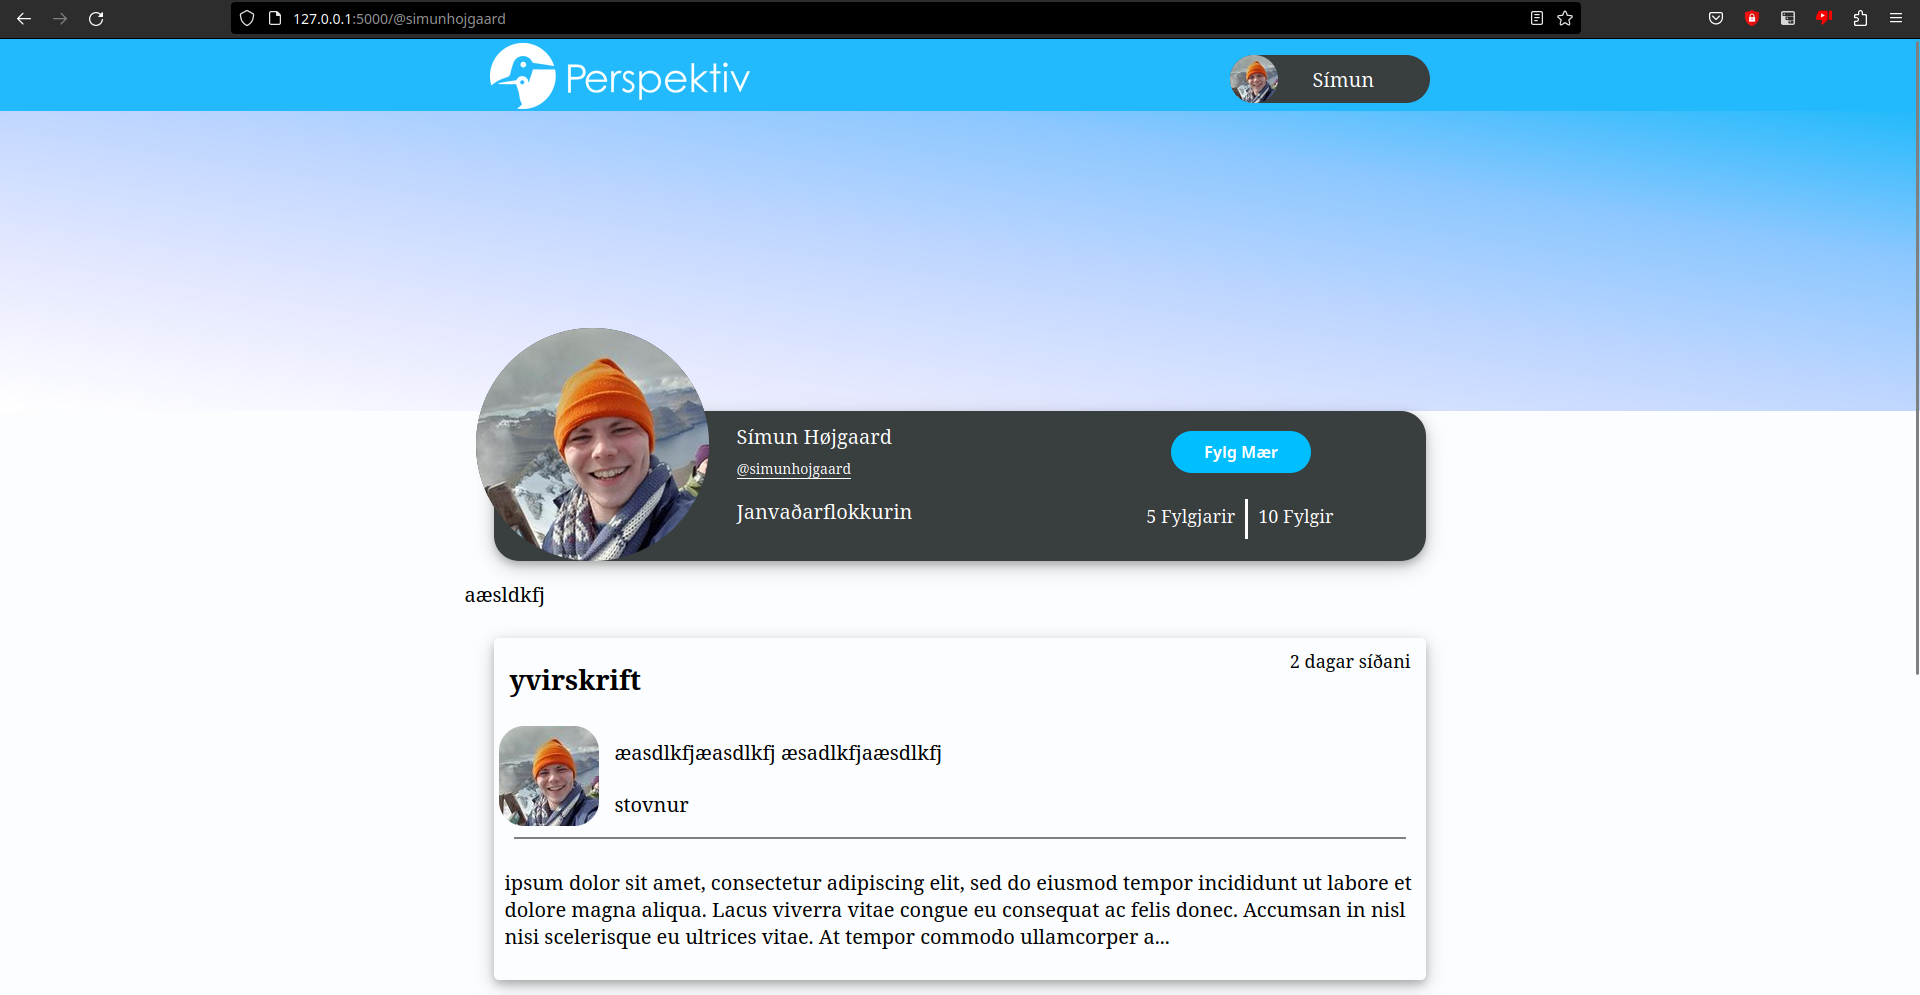 127.0.0.1:5000/@simunhojgaard
Perspektiv
Símun
Símun Højgaard
@simunhojgaard
Janvaðarflokkurin
Fylg Mær
5 Fylgjarir
10 Fylgir
aæsldkfj
2 dagar síðani
yvirskrift
æasdlkfjæasdlkfj æsadlkfjaæsdlkfj
stovnur
ipsum dolor sit amet, consectetur adipiscing elit, sed do eiusmod tempor incididunt ut labore et
dolore magna aliqua. Lacus viverra vitae congue eu consequat ac felis donec. Accumsan in nisl
nisi scelerisque eu ultrices vitae. At tempor commodo ullamcorper a...